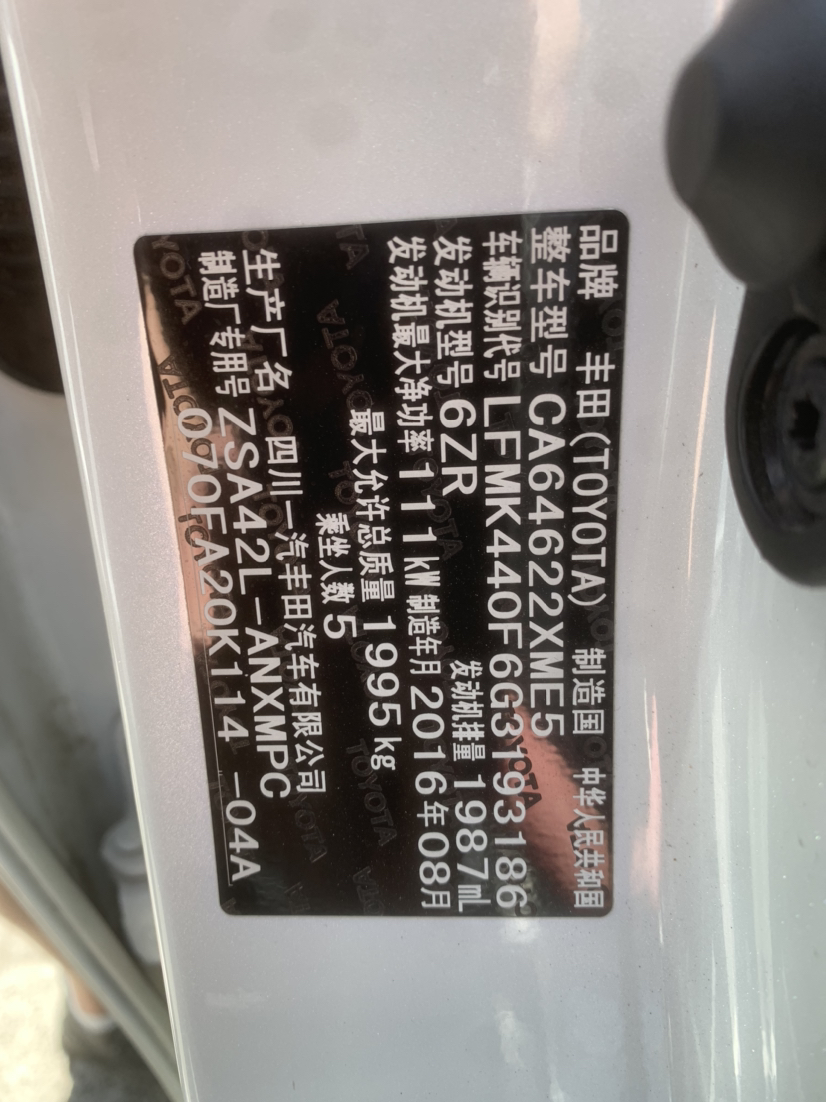 品牌 丰田(TOYOTA) 制造国 中华人民共和国
整车型号 CA64622XME5
车辆识别代号 LFMK440F6G3193186
发动机型号 6ZR 发动机排量 1987mL
发动机最大净功率 111kW 制造年月 2016年08月
最大允许总质量 1995kg
乘坐人数 5
生产厂名 四川一汽丰田汽车有限公司
制造厂专用号 ZSA42L-ANXMPC
070FA20K114 -04A